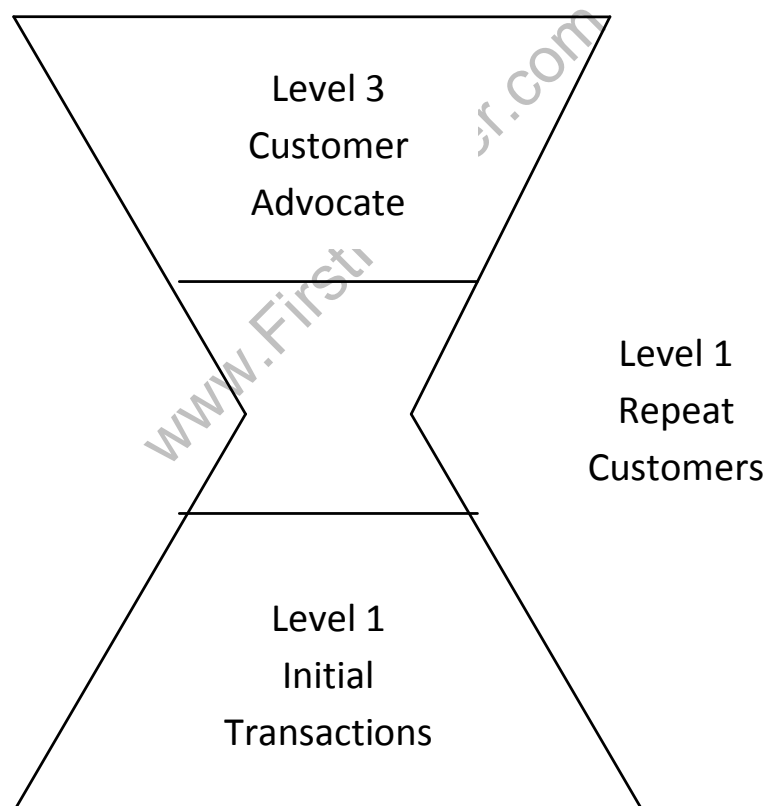 Level 3
Customer
Advocate
Level 1
Repeat
Customers
Level 1
Initial
Transactions